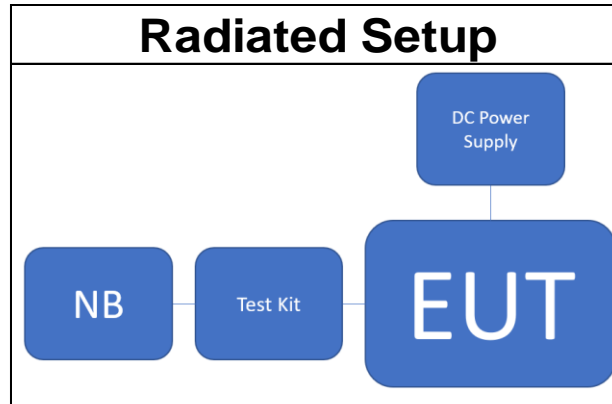 Radiated Setup
DC Power
Supply
NB
Test Kit
EUT